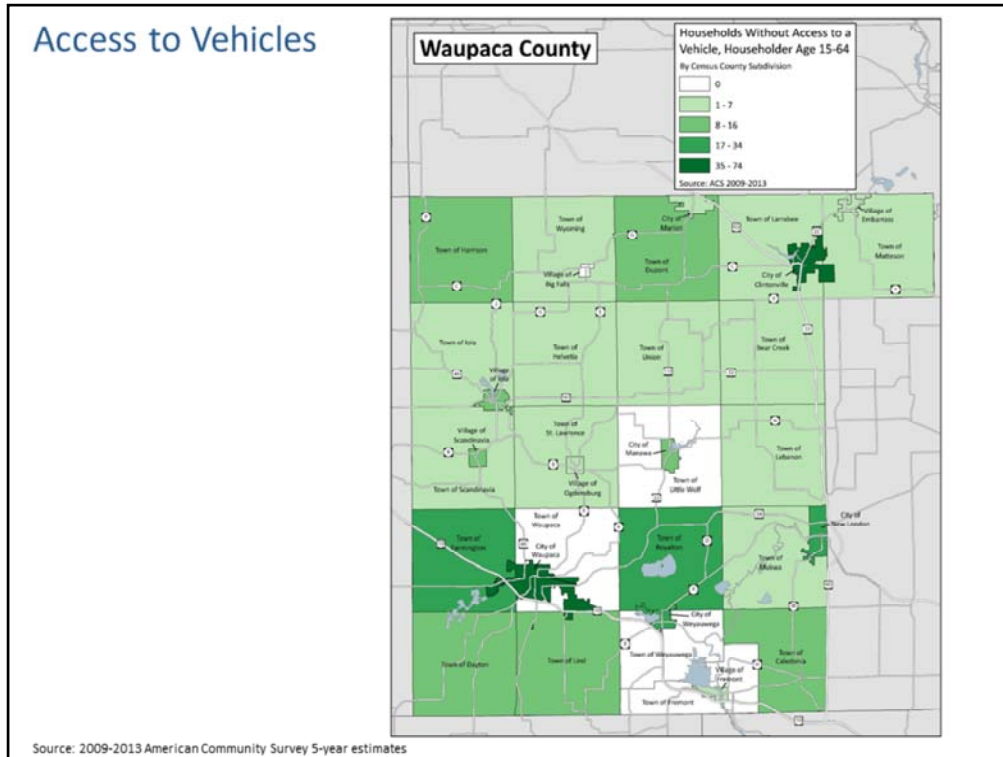 Access to Vehicles
Waupaca County
Households Without Access to a
Vehicle, Householder Age 15-64
By Census County Subdivision
0
1 - 7
8 - 16
17 - 34
35 - 74
Source: ACS 2009-2013
Town of Harrison
Town of
Wyoming
Village of
Big Falls
City of
Marion
Town of
Dupont
Town of Larrabee
City of
Clintonville
Village of
Embarrass
Town of
Matteson
Town of Iola
Village
of Iola
Town of
Helvetia
Town of
Union
Town of
Bear Creek
Village of
Scandinavia
Town of Scandinavia
Town of
St. Lawrence
Village of
Ogdensburg
City of
Manawa
Town of
Little Wolf
Town of
Lebanon
Town of
Farmington
Town of
Waupaca
City of
Waupaca
Town of
Royalton
Town of
Mukwa
City of
New London
Town of Dayton
Town of Lind
City of
Weyauwega
Town of Weyauwega
Village of
Fremont
Town of Fremont
Town of
Caledonia
Source: 2009-2013 American Community Survey 5-year estimates